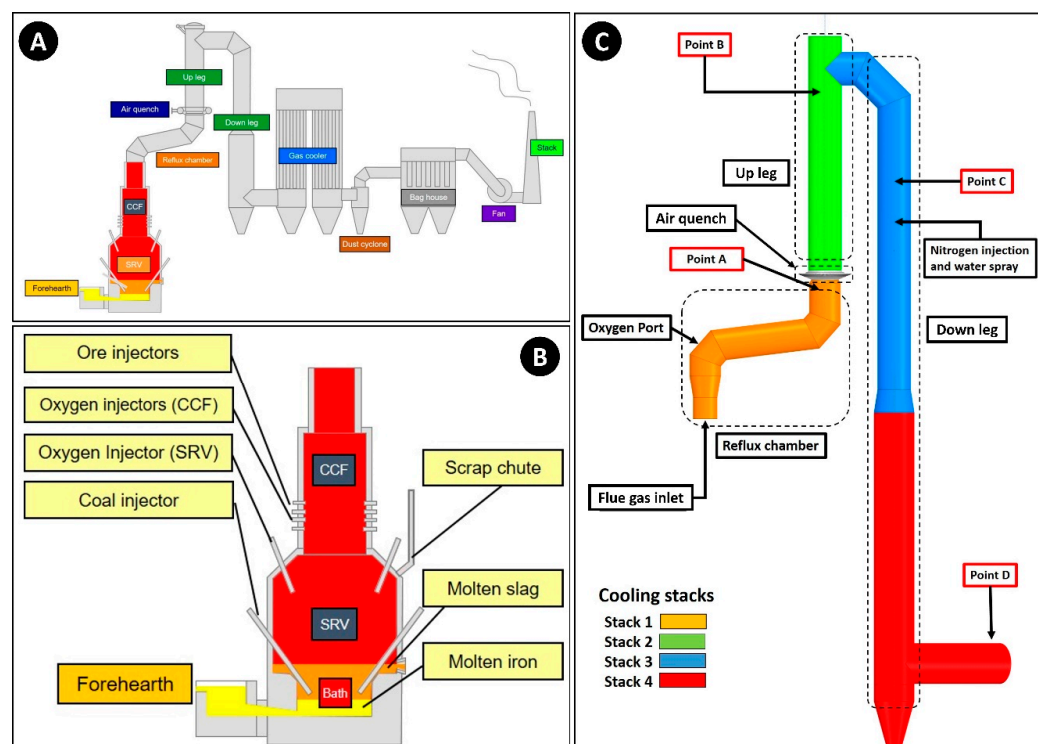 A
Up leg
Air quench
Down leg
Reflux chamber
Gas cooler
Stack
CCF
Bag house
Fan
SRV
Dust cyclone
Forehearth
B
Ore injectors
Oxygen injectors (CCF)
Oxygen Injector (SRV)
Coal injector
CCF
Scrap chute
Molten slag
SRV
Molten iron
Forehearth
Bath
C
Point B
Up leg
Point C
Air quench
Point A
Nitrogen injection
and water spray
Oxygen Port
Down leg
Reflux chamber
Flue gas inlet
Point D
Cooling stacks
Stack 1
Stack 2
Stack 3
Stack 4